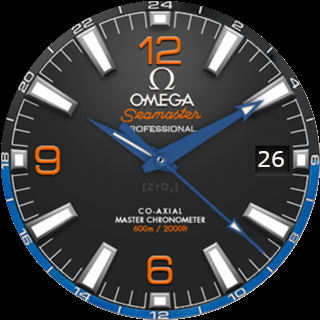 24
22
2
20
4
18
6
16
8
14
10
12
12
Ω
OMEGA
Seamaster
PROFESSIONAL
9
26
[ZrO₂]
CO-AXIAL
MASTER CHRONOMETER
600m / 2000ft
6